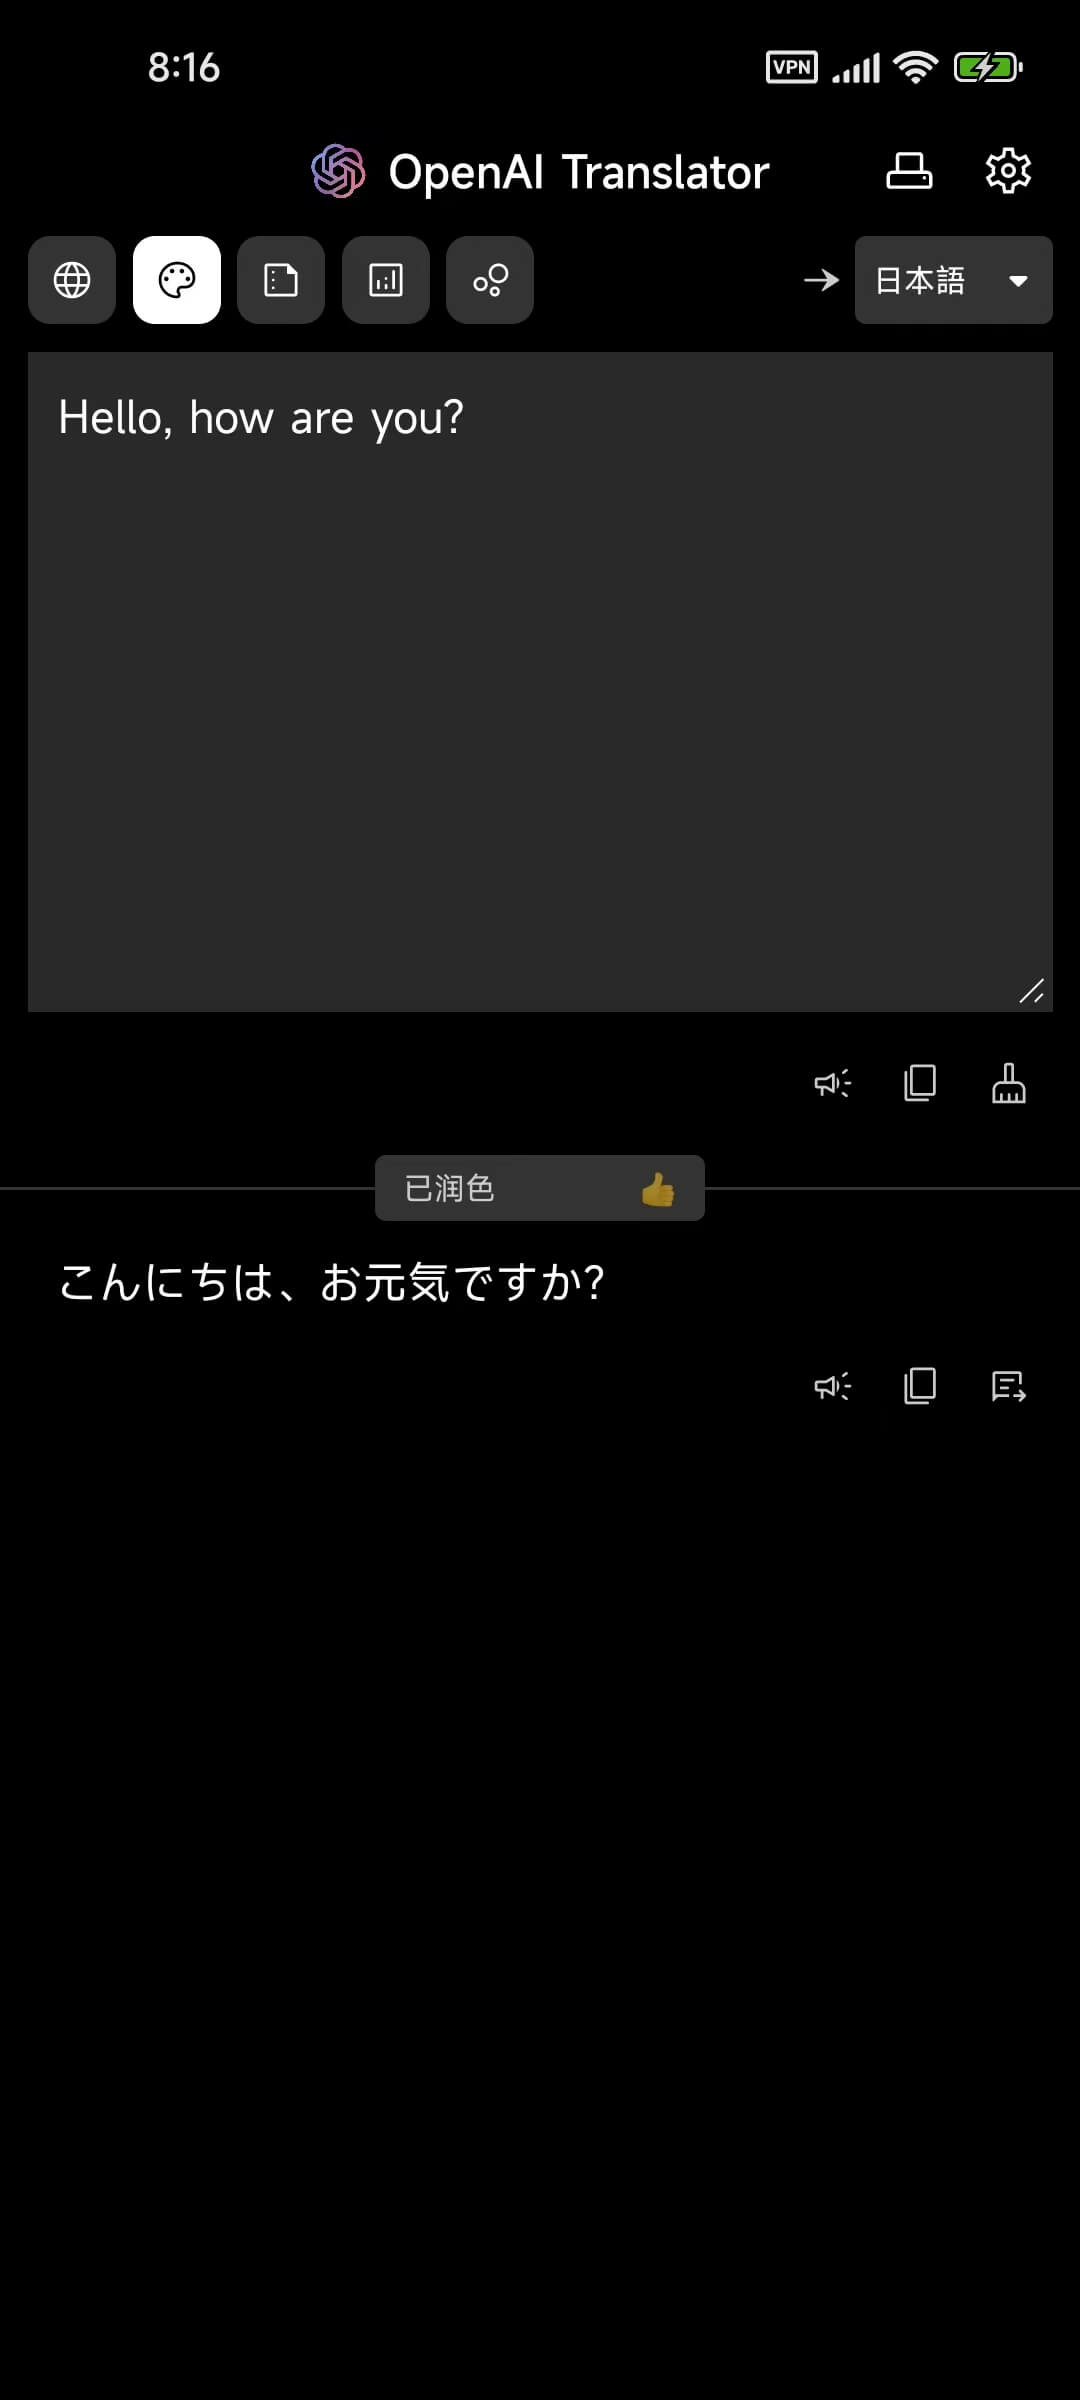 8:16
VPN
OpenAI Translator
日本語
Hello, how are you?
已润色 👍
こんにちは、お元気ですか?